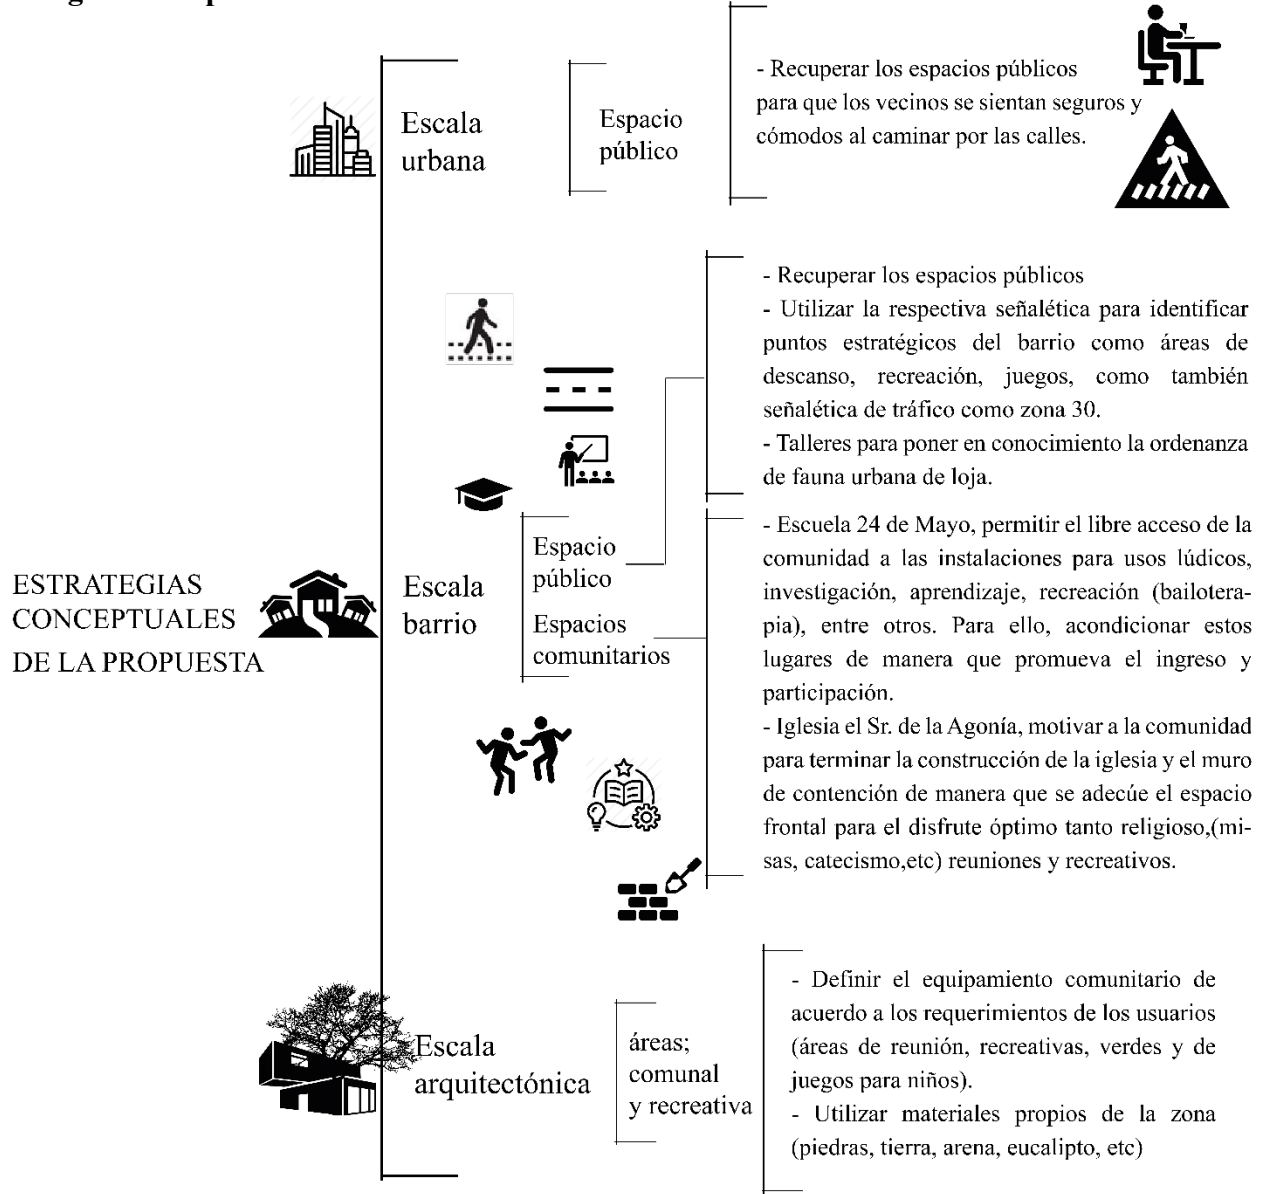 ESTRATEGIAS
CONCEPTUALES
DE LA PROPUESTA
Escala
urbana
Espacio
público
- Recuperar los espacios públicos
para que los vecinos se sientan seguros y
cómodos al caminar por las calles.
Escala
barrio
Espacio
público
- Recuperar los espacios públicos
- Utilizar la respectiva señalética para identificar
puntos estratégicos del barrio como áreas de
descanso, recreación, juegos, como también
señalética de tráfico como zona 30.
- Talleres para poner en conocimiento la ordenanza
de fauna urbana de loja.
Espacios
comunitarios
- Escuela 24 de Mayo, permitir el libre acceso de la
comunidad a las instalaciones para usos lúdicos,
investigación, aprendizaje, recreación (bailotera-
pia), entre otros. Para ello, acondicionar estos
lugares de manera que promueva el ingreso y
participación.
- Iglesia el Sr. de la Agonía, motivar a la comunidad
para terminar la construcción de la iglesia y el muro
de contención de manera que se adecúe el espacio
frontal para el disfrute óptimo tanto religioso,(mi-
sas, catecismo,etc) reuniones y recreativos.
Escala
arquitectónica
áreas;
comunal
y recreativa
- Definir el equipamiento comunitario de
acuerdo a los requerimientos de los usuarios
(áreas de reunión, recreativas, verdes y de
juegos para niños).
- Utilizar materiales propios de la zona
(piedras, tierra, arena, eucalipto, etc)